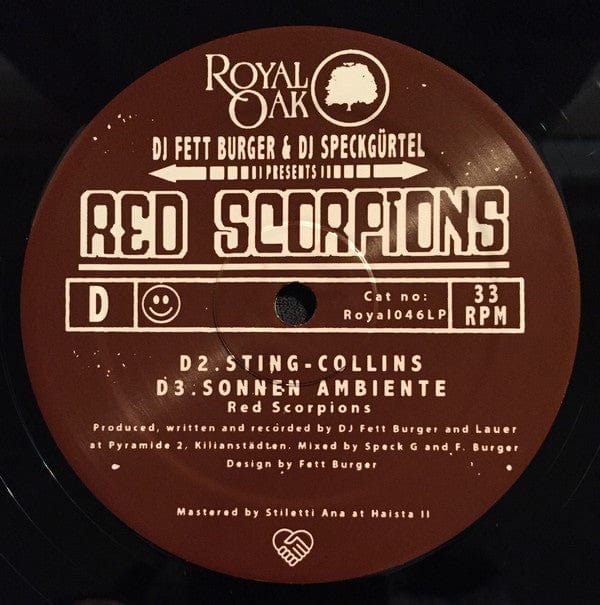 ROYAL
OAK
DJ FETT BURGER & DJ SPECKGÜRTEL
PRESENTS
RED SCORPIONS
D
Cat no:
Royal046LP
33
RPM
D2.STING-COLLINS
D3.SONNEN AMBIENTE
Red Scorpions
Produced, written and recorded by DJ Fett Burger and Lauer
at Pyramide 2, Kilianstädten. Mixed by Speck G and F. Burger
Design by Fett Burger
Mastered by Stiletti Ana at Haista II